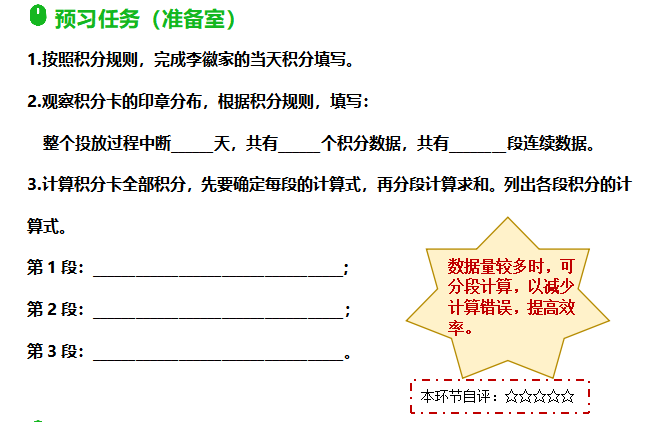 预习任务（准备室）
1.按照积分规则，完成李徽家的当天积分填写。
2.观察积分卡的印章分布，根据积分规则，填写：
整个投放过程中断_____天，共有_____个积分数据，共有_______段连续数据。
3.计算积分卡全部积分，先要确定每段的计算式，再分段计算求和。列出各段积分的计
算式。
第 1 段：______________________________；
第 2 段：______________________________；
第 3 段：______________________________。
数据量较多时，可
分段计算，以减少
计算错误，提高效
率。
本环节自评：☆☆☆☆☆